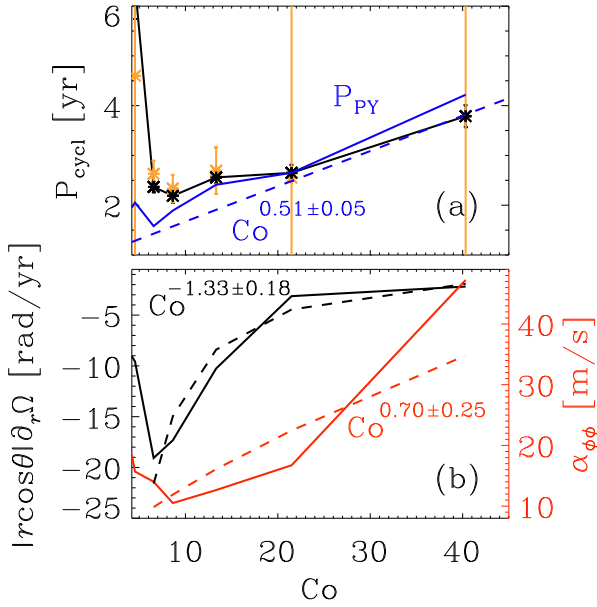 6
4
2
P_cycl [yr]
P_PY
Co^0.51±0.05
(a)
−5
−10
−15
−20
−25
|rcosθ|∂_rΩ [rad/yr]
Co^−1.33±0.18
Co^0.70±0.25
(b)
40
30
20
10
α_ϕϕ [m/s]
10 20 30 40
Co